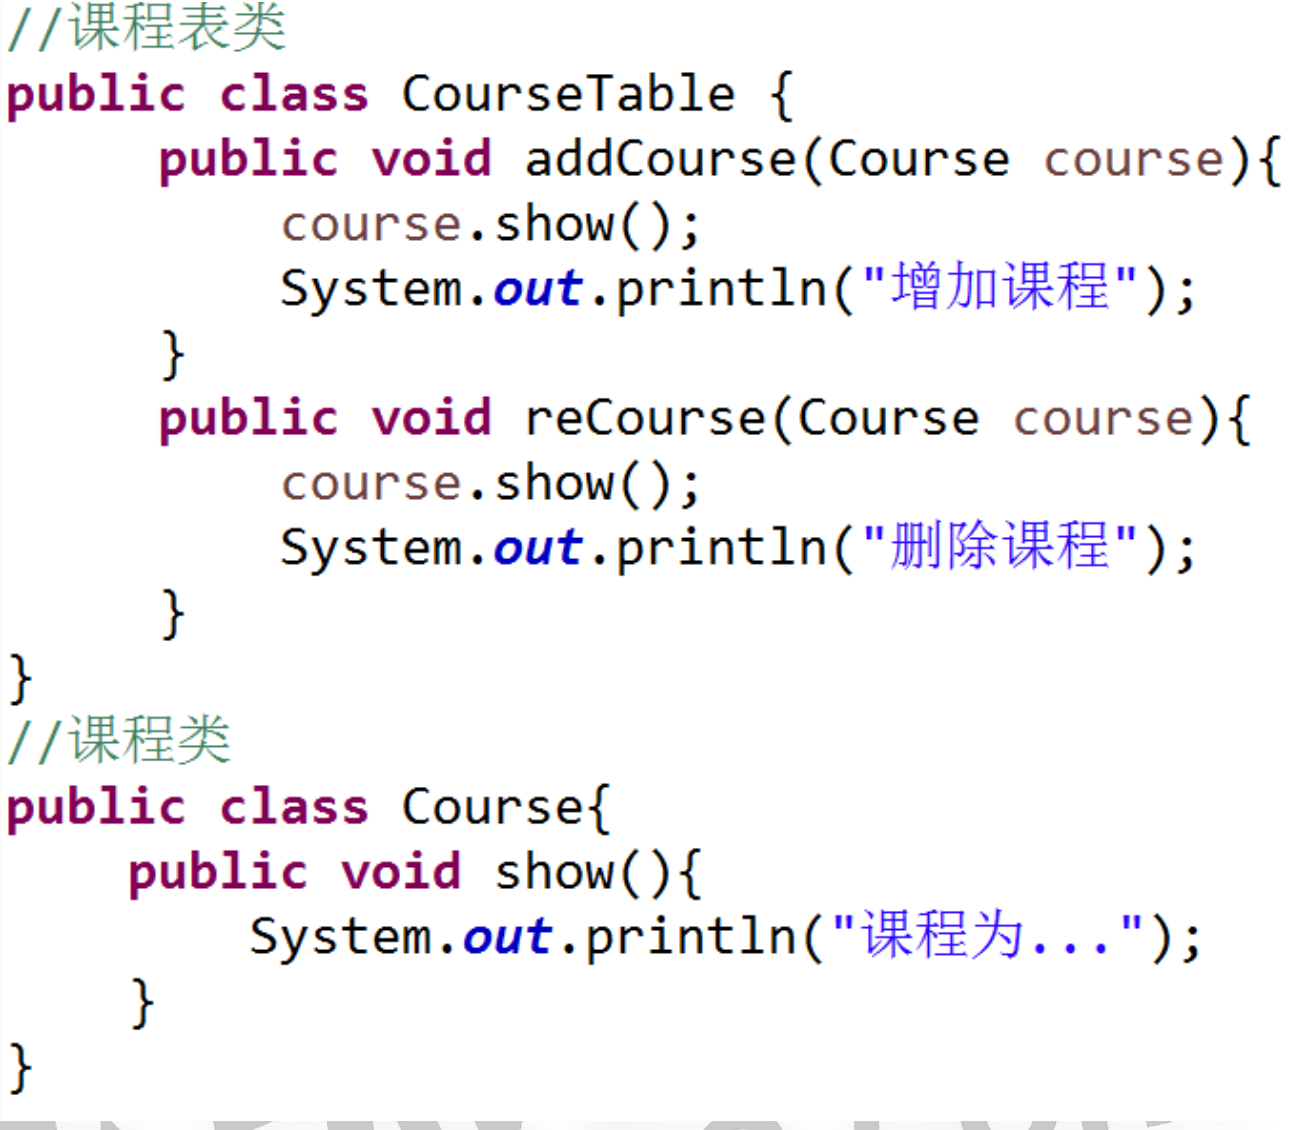 //课程表类
public class CourseTable {
public void addCourse(Course course){
course.show();
System.out.println("增加课程");
}
public void reCourse(Course course){
course.show();
System.out.println("删除课程");
}
}
//课程类
public class Course{
public void show(){
System.out.println("课程为...");
}
}